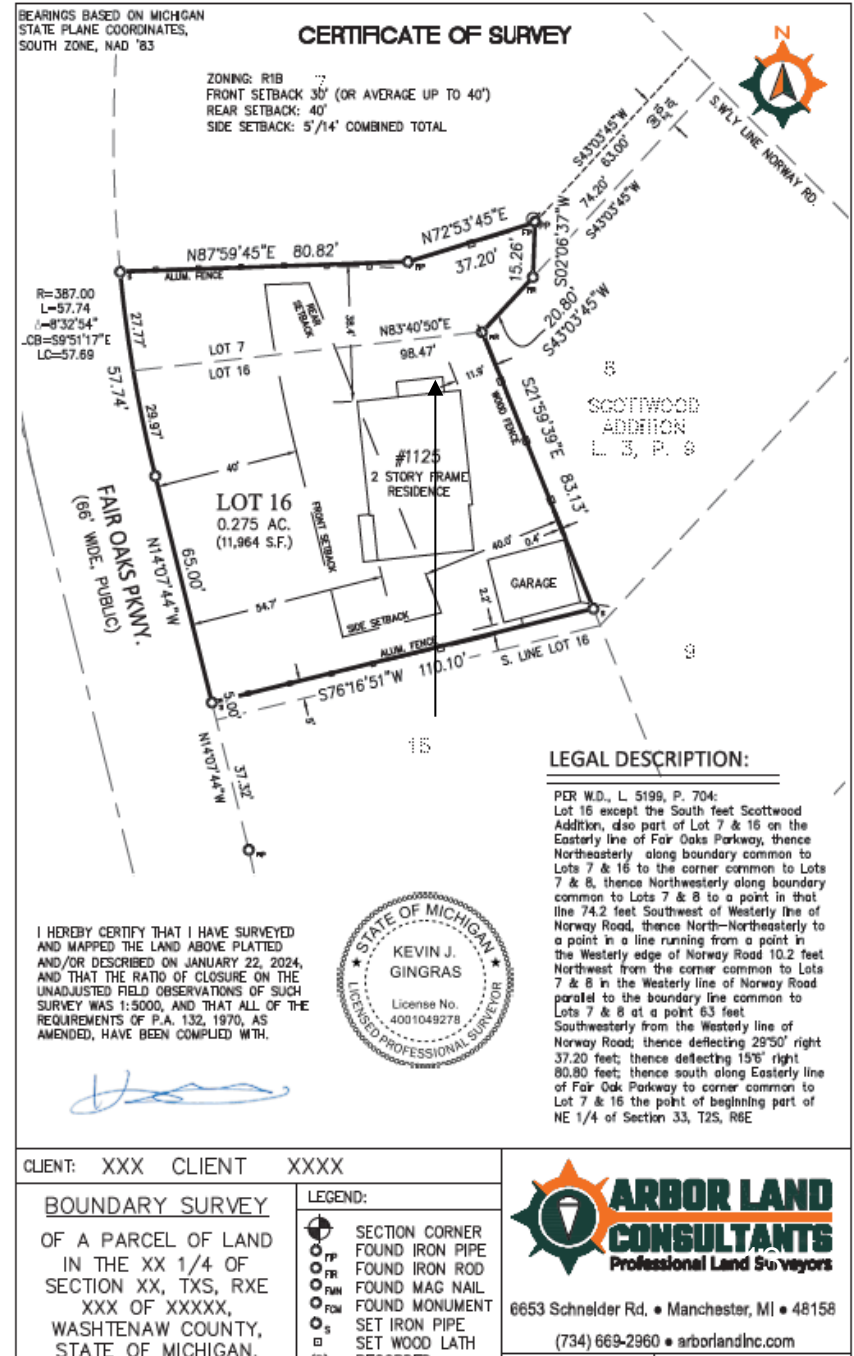 BEARINGS BASED ON MICHIGAN
STATE PLANE COORDINATES,
SOUTH ZONE, NAD '83
CERTIFICATE OF SURVEY
N
ZONING: R1B
7
FRONT SETBACK 30' (OR AVERAGE UP TO 40')
REAR SETBACK: 40'
SIDE SETBACK: 5'/14' COMBINED TOTAL
S.WLY LINE NORWAY RD.
S43°03'45"W
63.00'
74.20'
S43°03'45"W
N72°53'45"E
37.20'
15.26'
S02°06'37"W
N87°59'45"E 80.82'
ALUM. FENCE
20.80'
S43°03'45"W
R=387.00
L=57.74
Δ=8°32'54"
CB=S9°51'17"E
LC=57.69
27.77'
57.74'
29.97'
REAR
SETBACK
38.4'
N83°40'50"E
98.47'
LOT 7
LOT 16
11.9'
WOOD FENCE
S21°59'39"E
83.13'
8
SCOTTWOOD
ADDITION
L. 3, P. 9
#1125
2 STORY FRAME
RESIDENCE
40'
LOT 16
0.275 AC.
(11,964 S.F.)
FRONT SETBACK
FAIR OAKS PKWY.
(66' WIDE, PUBLIC)
N14°07'44"W
65.00'
40.0'
0.4'
GARAGE
2.2'
54.7'
SIDE SETBACK
ALUM. FENCE
S76°16'51"W 110.10'
S. LINE LOT 16
9
5.00'
5'
N14°07'44"W
37.32'
15
LEGAL DESCRIPTION:
PER W.D., L. 5199, P. 704:
Lot 16 except the South feet Scottwood
Addition, also part of Lot 7 & 16 on the
Easterly line of Fair Oaks Parkway, thence
Northeasterly along boundary common to
Lots 7 & 16 to the corner common to Lots
7 & 8, thence Northwesterly along boundary
common to Lots 7 & 8 to a point in that
line 74.2 feet Southwest of Westerly line of
Norway Road, thence North-Northeasterly to
a point in a line running from a point in
the Westerly edge of Norway Road 10.2 feet
Northwest from the corner common to Lots
7 & 8 in the Westerly line of Norway Road
parallel to the boundary line common to
Lots 7 & 8 at a point 63 feet
Southwesterly from the Westerly line of
Norway Road; thence deflecting 29°50' right
37.20 feet; thence deflecting 15°6' right
80.80 feet; thence south along Easterly line
of Fair Oak Parkway to corner common to
Lot 7 & 16 the point of beginning part of
NE 1/4 of Section 33, T2S, R6E
I HEREBY CERTIFY THAT I HAVE SURVEYED
AND MAPPED THE LAND ABOVE PLATTED
AND/OR DESCRIBED ON JANUARY 22, 2024,
AND THAT THE RATIO OF CLOSURE ON THE
UNADJUSTED FIELD OBSERVATIONS OF SUCH
SURVEY WAS 1:5000, AND THAT ALL OF THE
REQUIREMENTS OF P.A. 132, 1970, AS
AMENDED, HAVE BEEN COMPLIED WITH.
STATE OF MICHIGAN
KEVIN J.
GINGRAS
License No.
4001049278
LICENSED PROFESSIONAL SURVEYOR
CLIENT: XXX CLIENT XXXX
BOUNDARY SURVEY
OF A PARCEL OF LAND
IN THE XX 1/4 OF
SECTION XX, TXS, RXE
XXX OF XXXXX,
WASHTENAW COUNTY,
STATE OF MICHIGAN.
LEGEND:
SECTION CORNER
FIP FOUND IRON PIPE
FIR FOUND IRON ROD
FMN FOUND MAG NAIL
FCM FOUND MONUMENT
S SET IRON PIPE
SET WOOD LATH
ARBOR LAND
CONSULTANTS
Professional Land Surveyors
6653 Schneider Rd. • Manchester, MI • 48158
(734) 669-2960 • arborlandinc.com